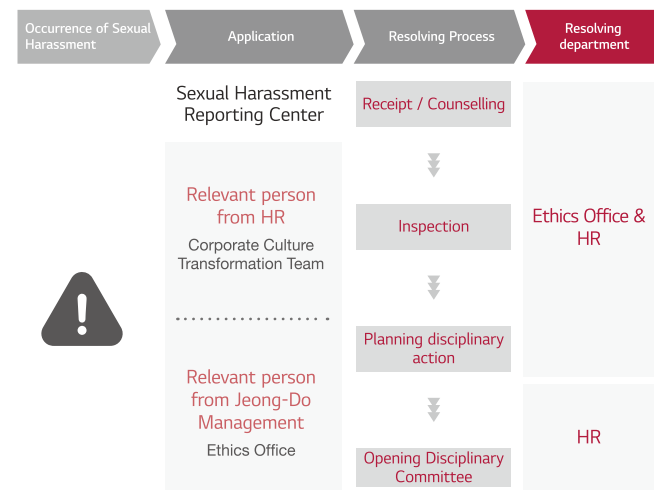 Occurrence of Sexual
Harassment
Application
Resolving Process
Resolving
department
Sexual Harassment
Reporting Center
Relevant person
from HR
Corporate Culture
Transformation Team
Relevant person
from Jeong-Do
Management
Ethics Office
Receipt / Counselling
Inspection
Planning disciplinary
action
Opening Disciplinary
Committee
Ethics Office &
HR
HR